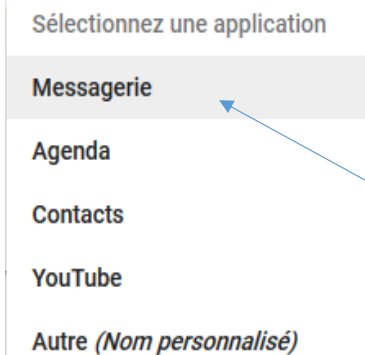 Sélectionnez une application
Messagerie
Agenda
Contacts
YouTube
Autre (Nom personnalisé)